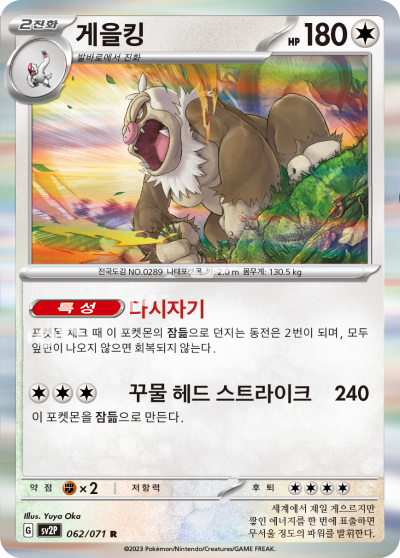 2진화
게을킹
HP 180
발바로에서 진화
전국도감 NO.0289 나태포켓몬 키: 2.0 m 몸무게: 130.5 kg
특성 다시자기
포켓몬 체크 때 이 포켓몬의 잠듦으로 던지는 동전은 2번이 되며, 모두
앞면이 나오지 않으면 회복되지 않는다.
꾸물 헤드 스트라이크 240
이 포켓몬을 잠듦으로 만든다.
약점 ×2 저항력 후퇴
Illus. Yuya Oka
G SV2P 062/071 R
세계에서 제일 게으르지만
쌓인 에너지를 한 번에 표출하면
무서울 정도의 파워를 발휘한다.
©2023 Pokémon/Nintendo/Creatures/GAME FREAK.